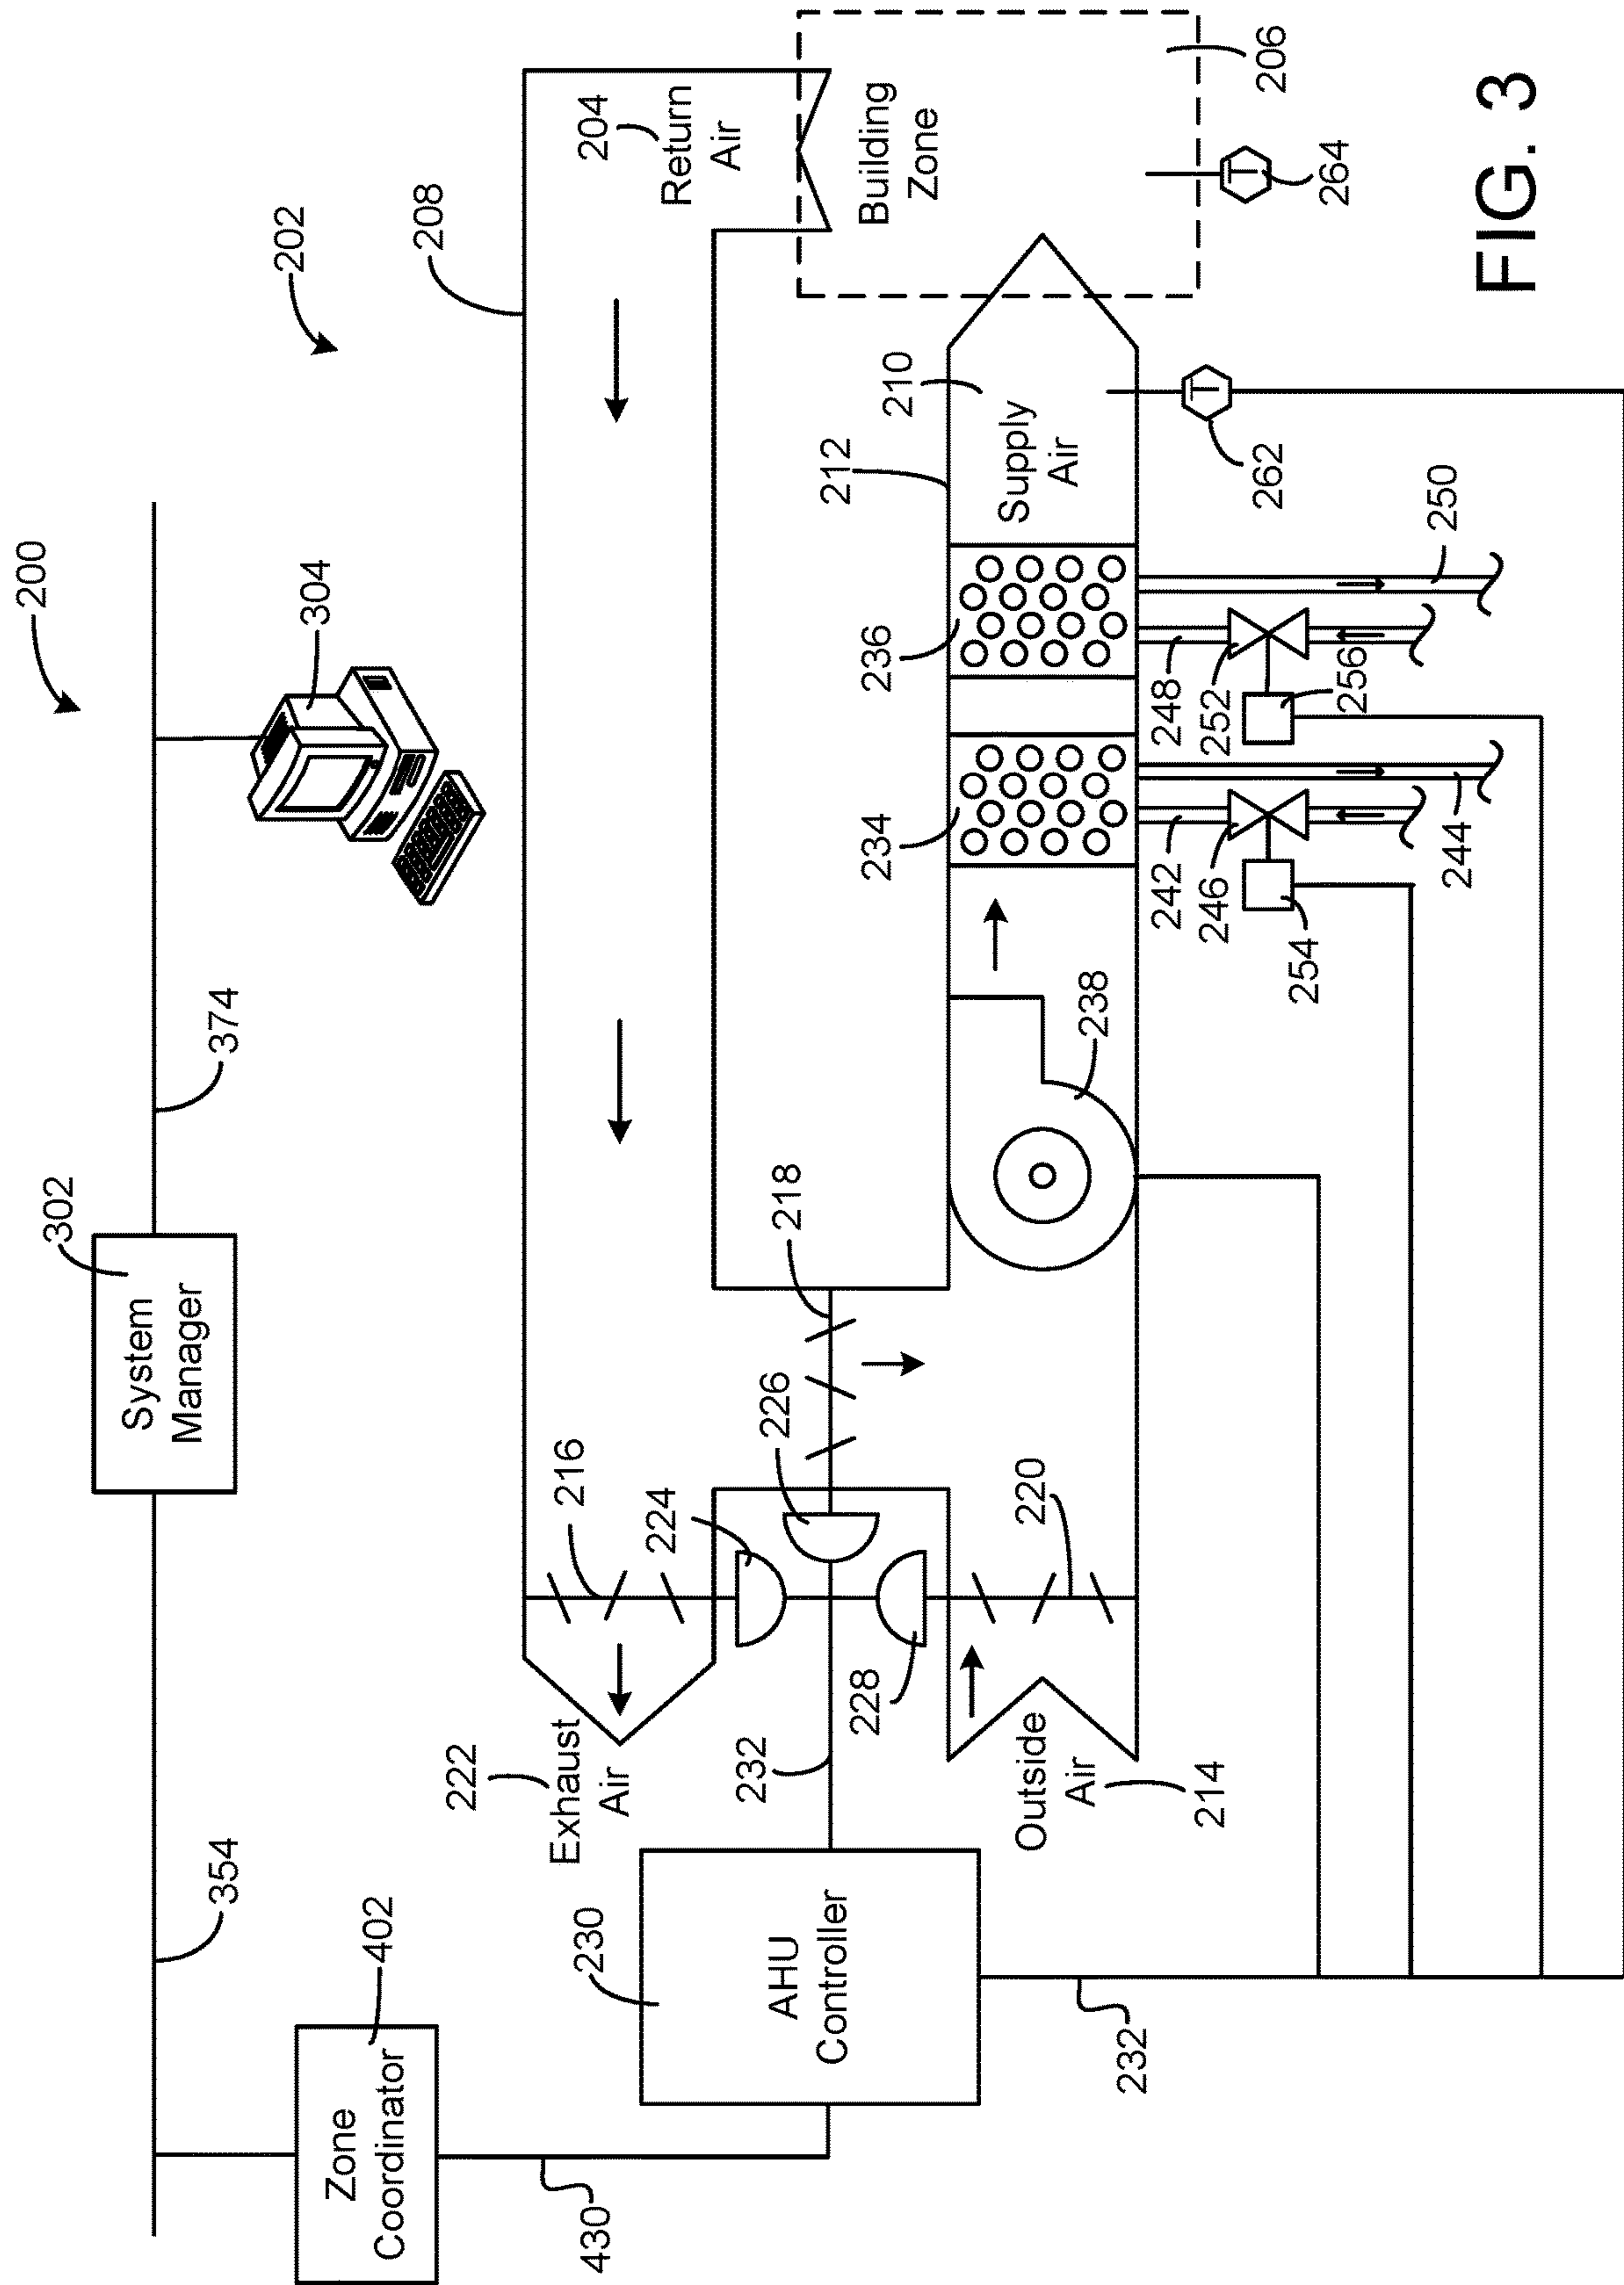 200
202
354
302
374
System
Manager
304
402
Zone
Coordinator
430
208
222
Exhaust
Air
216
224
204
Return
Air
230
AHU
Controller
232
226
218
228
Building
Zone
206
Outside
Air
214
220
238
234
236
212
210
Supply
Air
232
242
246
254
244
248
252
256
250
262
T
264
T
FIG. 3